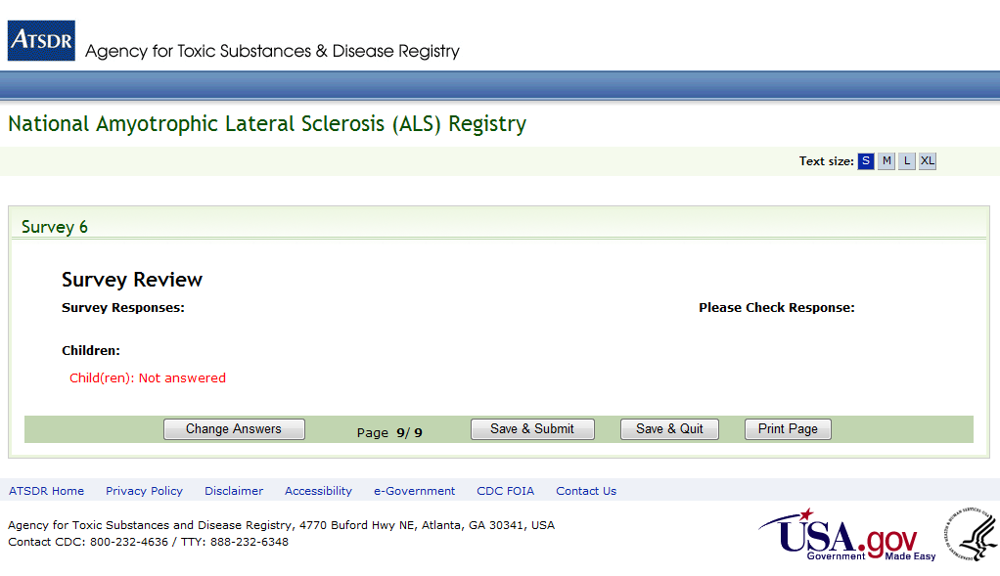 ATSDR
Agency for Toxic Substances & Disease Registry
National Amyotrophic Lateral Sclerosis (ALS) Registry
Text size: S M L XL
Survey 6
Survey Review
Survey Responses: Please Check Response:
Children:
Child(ren): Not answered
Change Answers Page 9/ 9 Save & Submit Save & Quit Print Page
ATSDR Home Privacy Policy Disclaimer Accessibility e-Government CDC FOIA Contact Us
Agency for Toxic Substances and Disease Registry, 4770 Buford Hwy NE, Atlanta, GA 30341, USA
Contact CDC: 800-232-4636 / TTY: 888-232-6348
USA.gov
Government Made Easy